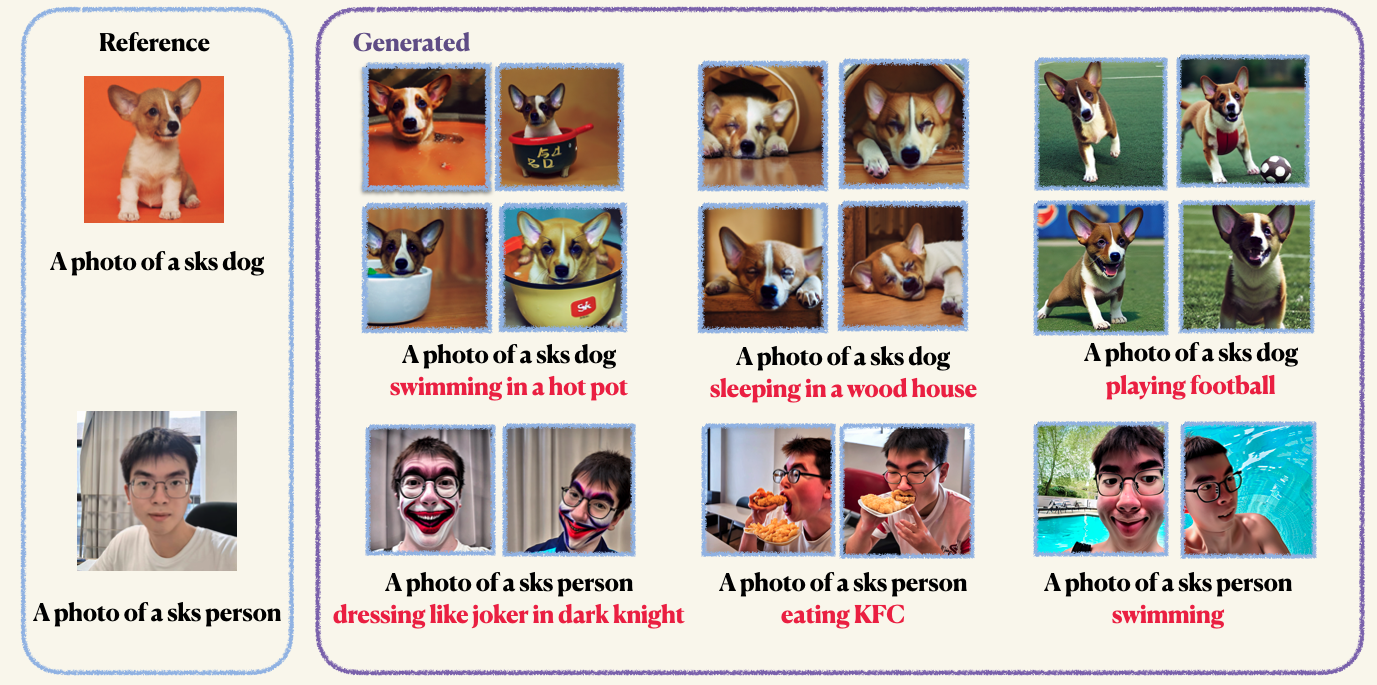 Reference
A photo of a sks dog
A photo of a sks person
Generated
A photo of a sks dog
swimming in a hot pot
A photo of a sks dog
sleeping in a wood house
A photo of a sks dog
playing football
A photo of a sks person
dressing like joker in dark knight
A photo of a sks person
eating KFC
A photo of a sks person
swimming
Sk